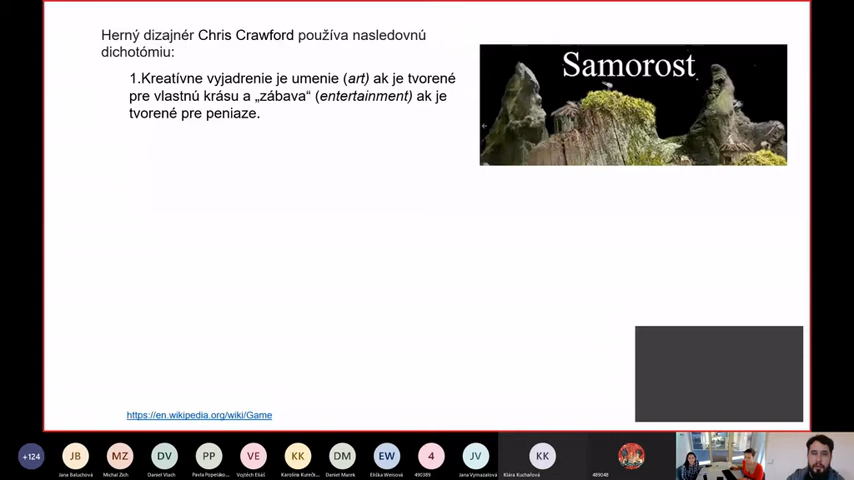 Herný dizajnér Chris Crawford používa nasledovnú
dichotómiu:
1.Kreatívne vyjadrenie je umenie (art) ak je tvorené
pre vlastnú krásu a „zábava“ (entertainment) ak je
tvorené pre peniaze.
Samorost
https://en.wikipedia.org/wiki/Game
+124
JB
MZ
DV
PP
VE
KK
DM
EW
4
JV
KK
Jana Baluchová
Michal Zich
Daniel Vlach
Vojtěch Eliáš
Daniel Marek
Eliška Weisová
490389
Jana Vymazalová
Klára Kuchařová
489048